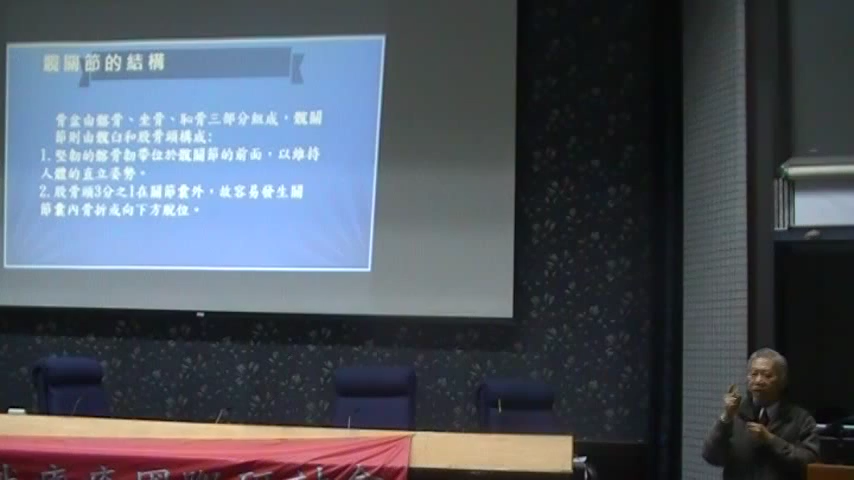 髖關節的結構
骨盆由髂骨、坐骨、恥骨三部分組成，髖關
節則由髖臼和股骨頭構成:
1. 堅韌的髂骨韌帶位於髖關節的前面，以維持
人體的直立姿勢。
2. 股骨頭3分之1在關節囊外，故容易發生關
節囊內骨折或向下方脫位。